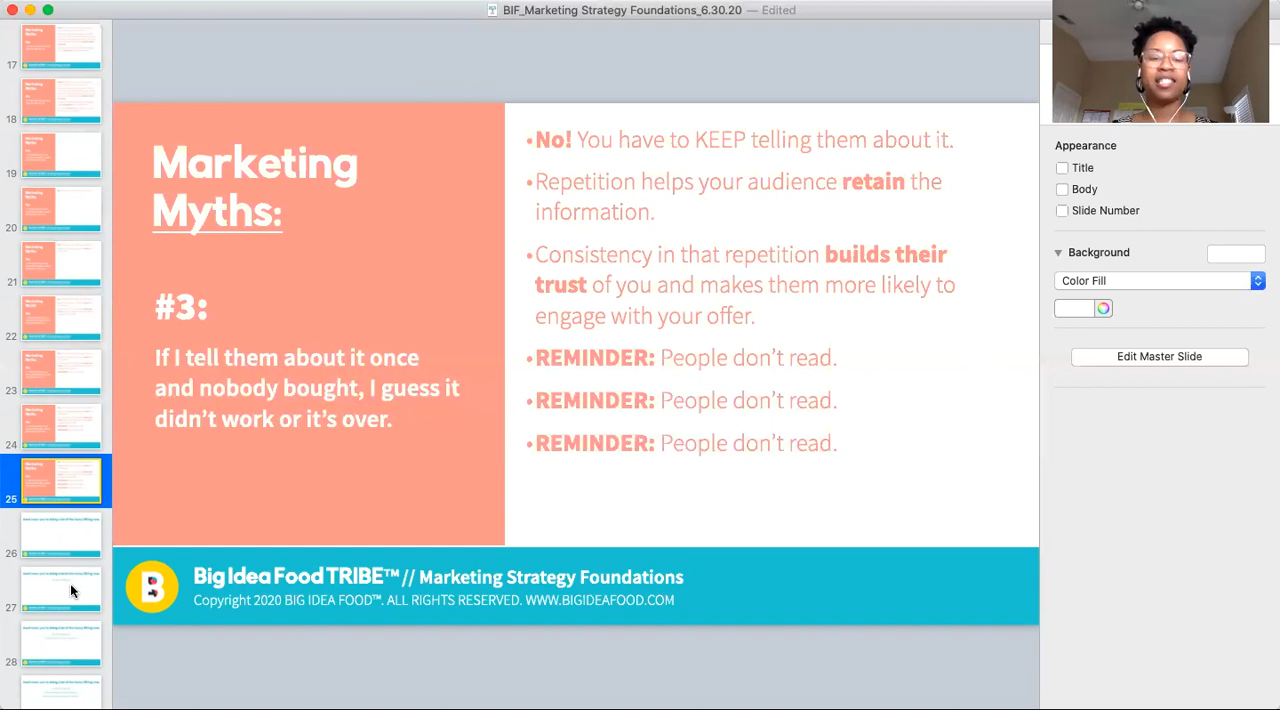 BIF_Marketing Strategy Foundations_6.30.20 — Edited
17
18
19
20
21
22
23
24
25
26
27
28
Marketing
Myths:
#3:
If I tell them about it once
and nobody bought, I guess it
didn't work or it's over.
•No! You have to KEEP telling them about it.
•Repetition helps your audience retain the
information.
•Consistency in that repetition builds their
trust of you and makes them more likely to
engage with your offer.
•REMINDER: People don't read.
•REMINDER: People don't read.
•REMINDER: People don't read.
B
Big Idea Food TRIBE™ // Marketing Strategy Foundations
Copyright 2020 BIG IDEA FOOD™. ALL RIGHTS RESERVED. WWW.BIGIDEAFOOD.COM
Appearance
Title
Body
Slide Number
Background
Color Fill
Edit Master Slide